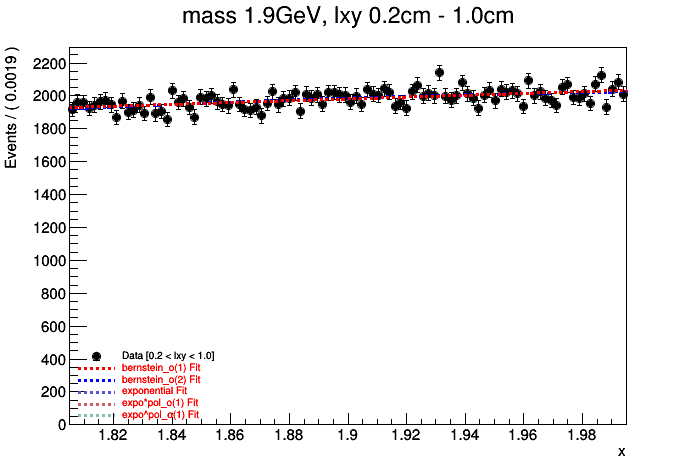 mass 1.9GeV, lxy 0.2cm - 1.0cm
Events / ( 0.0019 )
2200
2000
1800
1600
1400
1200
1000
800
600
400
200
0
Data [0.2 < lxy < 1.0]
bernstein_o(1) Fit
bernstein_o(2) Fit
exponential Fit
expo*pol_o(1) Fit
expo^pol_o(1) Fit
1.82 1.84 1.86 1.88 1.9 1.92 1.94 1.96 1.98
x